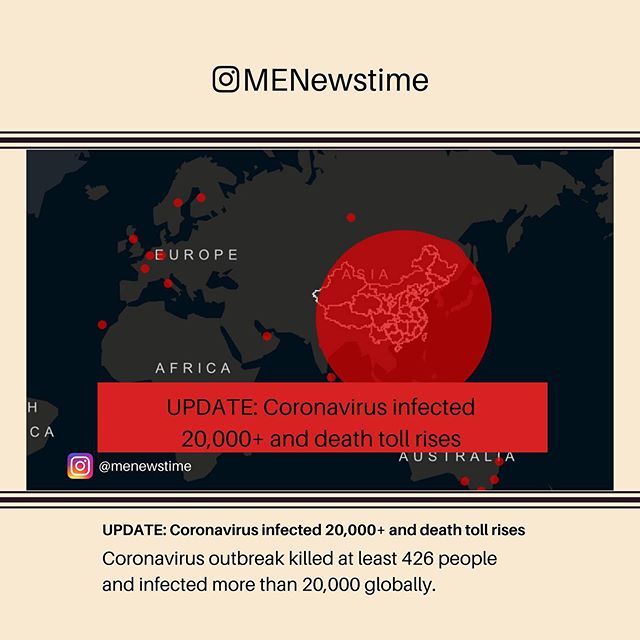 MENewstime
EUROPE
ASIA
AFRICA
H
CA
UPDATE: Coronavirus infected
20,000+ and death toll rises
AUSTRALIA
@menewstime
UPDATE: Coronavirus infected 20,000+ and death toll rises
Coronavirus outbreak killed at least 426 people
and infected more than 20,000 globally.